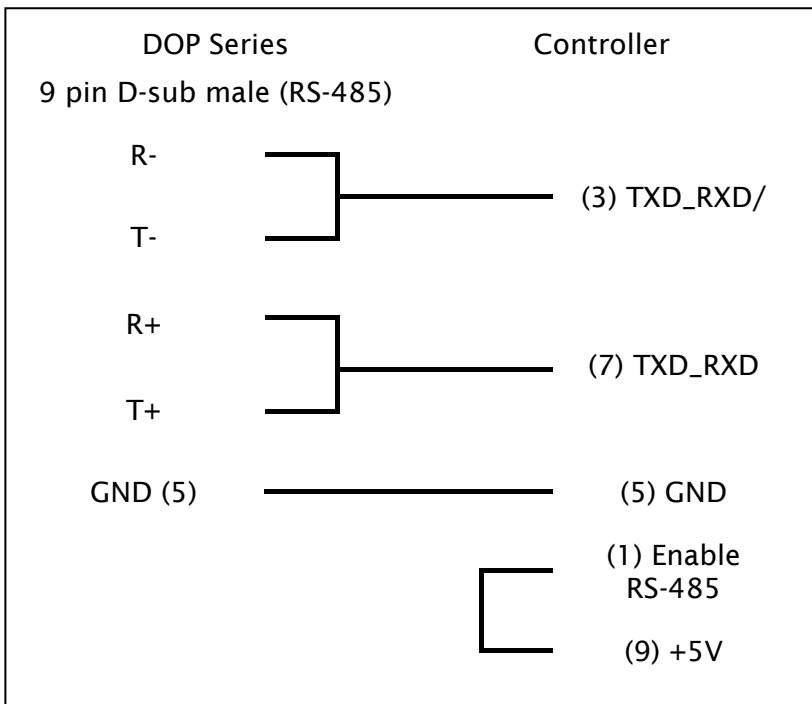 DOP Series
Controller
9 pin D-sub male (RS-485)
R-
(3) TXD_RXD/
T-
R+
(7) TXD_RXD
T+
GND (5)
(5) GND
(1) Enable
RS-485
(9) +5V